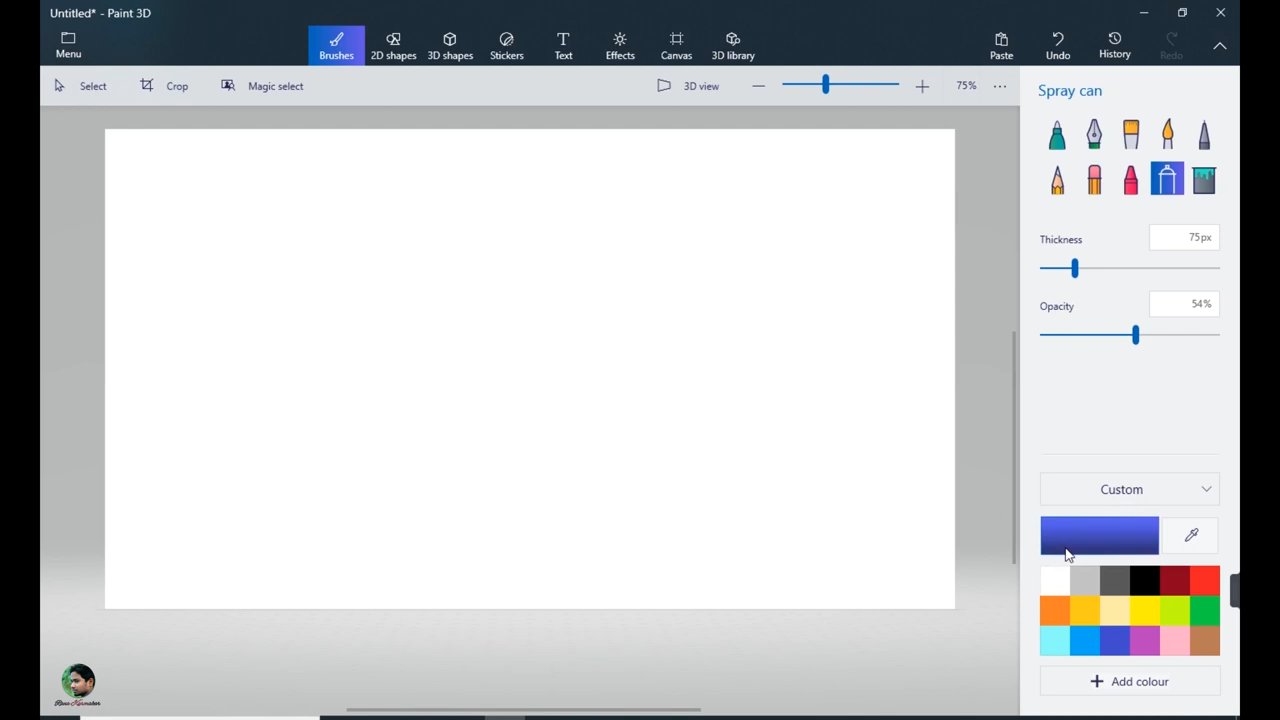 Untitled* - Paint 3D
Menu
Brushes
2D shapes
3D shapes
Stickers
Text
Effects
Canvas
3D library
Paste
Undo
History
Redo
Select
Crop
Magic select
3D view
75%
Spray can
Thickness
75px
Opacity
54%
Custom
Add colour